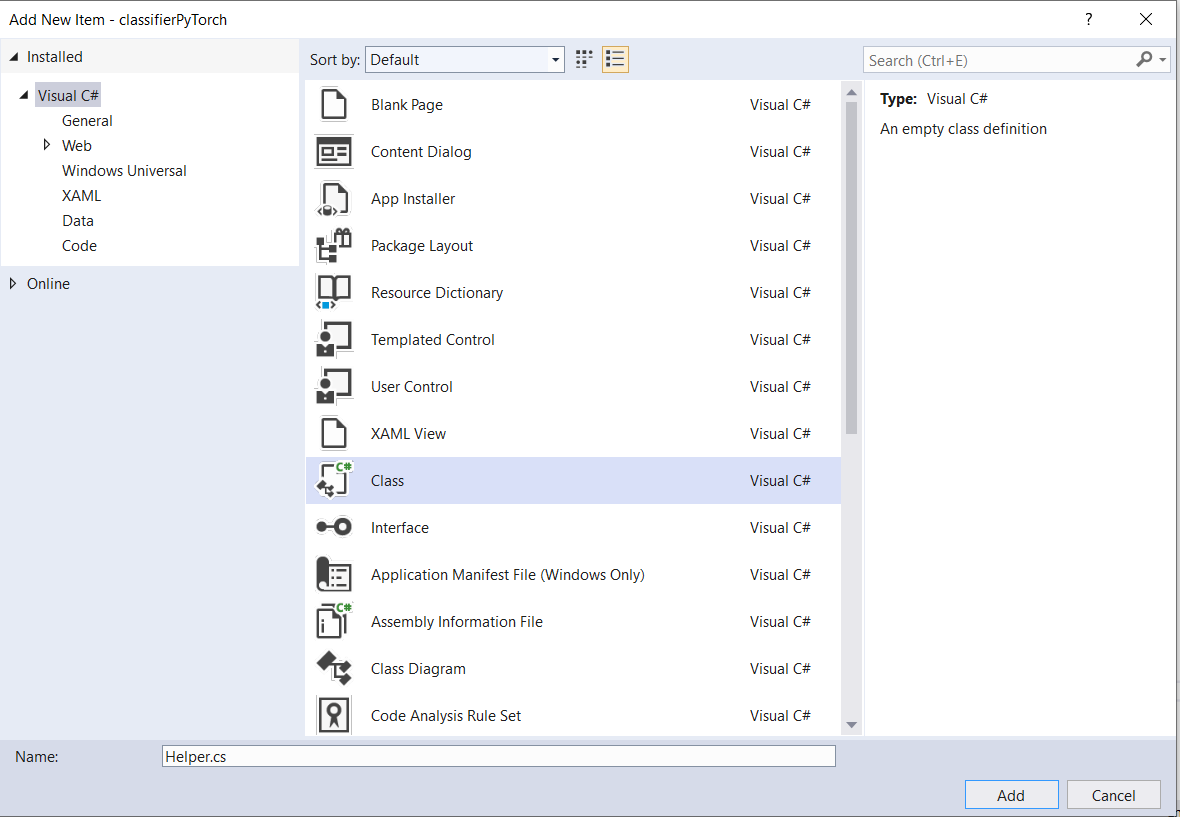 Add New Item - classifierPyTorch
?
Installed
Sort by: Default
Search (Ctrl+E)
Visual C#
General
Web
Windows Universal
XAML
Data
Code
Online
Blank Page Visual C#
Content Dialog Visual C#
App Installer Visual C#
Package Layout Visual C#
Resource Dictionary Visual C#
Templated Control Visual C#
User Control Visual C#
XAML View Visual C#
C#
Class Visual C#
Interface Visual C#
Application Manifest File (Windows Only) Visual C#
C#
Assembly Information File Visual C#
Class Diagram Visual C#
Code Analysis Rule Set Visual C#
Type: Visual C#
An empty class definition
Name: Helper.cs
Add Cancel